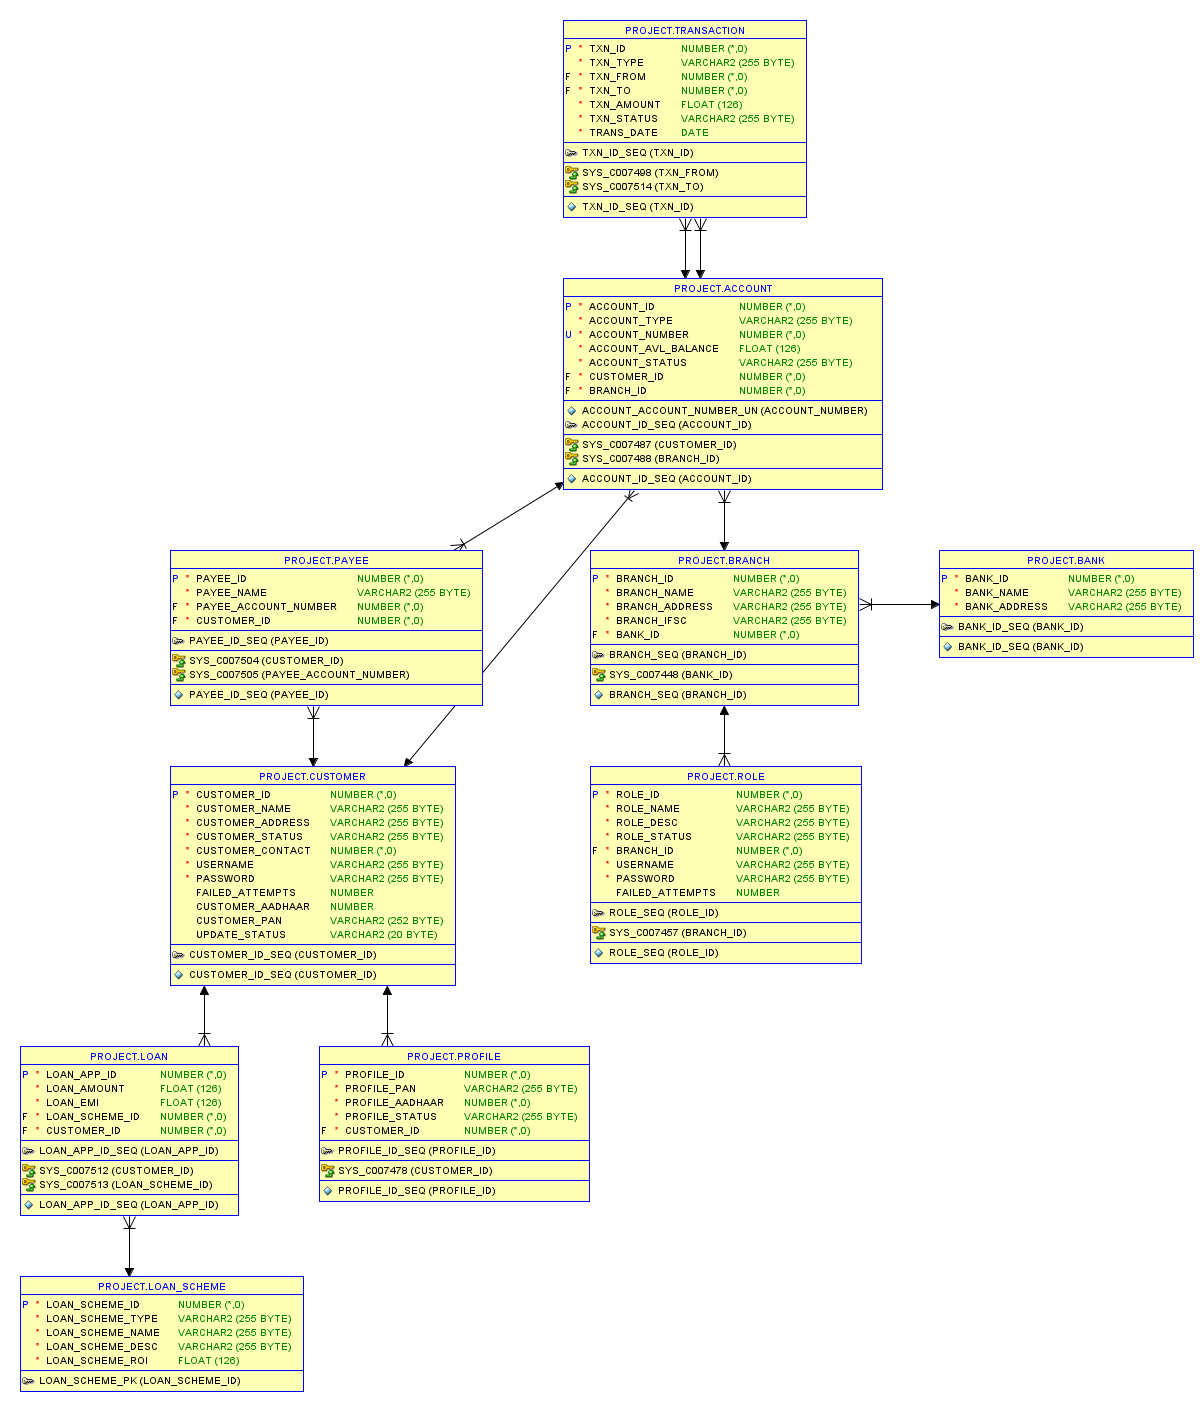 PROJECT.TRANSACTION
P * TXN_ID NUMBER (*,0)
* TXN_TYPE VARCHAR2 (255 BYTE)
F * TXN_FROM NUMBER (*,0)
F * TXN_TO NUMBER (*,0)
* TXN_AMOUNT FLOAT (126)
* TXN_STATUS VARCHAR2 (255 BYTE)
* TRANS_DATE DATE
TXN_ID_SEQ (TXN_ID)
SYS_C007498 (TXN_FROM)
SYS_C007514 (TXN_TO)
TXN_ID_SEQ (TXN_ID)
PROJECT.ACCOUNT
P * ACCOUNT_ID NUMBER (*,0)
* ACCOUNT_TYPE VARCHAR2 (255 BYTE)
U * ACCOUNT_NUMBER NUMBER (*,0)
* ACCOUNT_AVL_BALANCE FLOAT (126)
* ACCOUNT_STATUS VARCHAR2 (255 BYTE)
F * CUSTOMER_ID NUMBER (*,0)
F * BRANCH_ID NUMBER (*,0)
ACCOUNT_ACCOUNT_NUMBER_UN (ACCOUNT_NUMBER)
ACCOUNT_ID_SEQ (ACCOUNT_ID)
SYS_C007487 (CUSTOMER_ID)
SYS_C007488 (BRANCH_ID)
ACCOUNT_ID_SEQ (ACCOUNT_ID)
PROJECT.PAYEE
P * PAYEE_ID NUMBER (*,0)
* PAYEE_NAME VARCHAR2 (255 BYTE)
F * PAYEE_ACCOUNT_NUMBER NUMBER (*,0)
F * CUSTOMER_ID NUMBER (*,0)
PAYEE_ID_SEQ (PAYEE_ID)
SYS_C007504 (CUSTOMER_ID)
SYS_C007505 (PAYEE_ACCOUNT_NUMBER)
PAYEE_ID_SEQ (PAYEE_ID)
PROJECT.BRANCH
P * BRANCH_ID NUMBER (*,0)
* BRANCH_NAME VARCHAR2 (255 BYTE)
* BRANCH_ADDRESS VARCHAR2 (255 BYTE)
* BRANCH_IFSC VARCHAR2 (255 BYTE)
F * BANK_ID NUMBER (*,0)
BRANCH_SEQ (BRANCH_ID)
SYS_C007448 (BANK_ID)
BRANCH_SEQ (BRANCH_ID)
PROJECT.BANK
P * BANK_ID NUMBER (*,0)
* BANK_NAME VARCHAR2 (255 BYTE)
* BANK_ADDRESS VARCHAR2 (255 BYTE)
BANK_ID_SEQ (BANK_ID)
BANK_ID_SEQ (BANK_ID)
PROJECT.CUSTOMER
P * CUSTOMER_ID NUMBER (*,0)
* CUSTOMER_NAME VARCHAR2 (255 BYTE)
* CUSTOMER_ADDRESS VARCHAR2 (255 BYTE)
* CUSTOMER_STATUS VARCHAR2 (255 BYTE)
* CUSTOMER_CONTACT NUMBER (*,0)
* USERNAME VARCHAR2 (255 BYTE)
* PASSWORD VARCHAR2 (255 BYTE)
FAILED_ATTEMPTS NUMBER
CUSTOMER_AADHAAR NUMBER
CUSTOMER_PAN VARCHAR2 (252 BYTE)
UPDATE_STATUS VARCHAR2 (20 BYTE)
CUSTOMER_ID_SEQ (CUSTOMER_ID)
CUSTOMER_ID_SEQ (CUSTOMER_ID)
PROJECT.ROLE
P * ROLE_ID NUMBER (*,0)
* ROLE_NAME VARCHAR2 (255 BYTE)
* ROLE_DESC VARCHAR2 (255 BYTE)
* ROLE_STATUS VARCHAR2 (255 BYTE)
F * BRANCH_ID NUMBER (*,0)
* USERNAME VARCHAR2 (255 BYTE)
* PASSWORD VARCHAR2 (255 BYTE)
FAILED_ATTEMPTS NUMBER
ROLE_SEQ (ROLE_ID)
SYS_C007457 (BRANCH_ID)
ROLE_SEQ (ROLE_ID)
PROJECT.LOAN
P * LOAN_APP_ID NUMBER (*,0)
* LOAN_AMOUNT FLOAT (126)
* LOAN_EMI FLOAT (126)
F * LOAN_SCHEME_ID NUMBER (*,0)
F * CUSTOMER_ID NUMBER (*,0)
LOAN_APP_ID_SEQ (LOAN_APP_ID)
SYS_C007512 (CUSTOMER_ID)
SYS_C007513 (LOAN_SCHEME_ID)
LOAN_APP_ID_SEQ (LOAN_APP_ID)
PROJECT.PROFILE
P * PROFILE_ID NUMBER (*,0)
* PROFILE_PAN VARCHAR2 (255 BYTE)
* PROFILE_AADHAAR NUMBER (*,0)
* PROFILE_STATUS VARCHAR2 (255 BYTE)
F * CUSTOMER_ID NUMBER (*,0)
PROFILE_ID_SEQ (PROFILE_ID)
SYS_C007478 (CUSTOMER_ID)
PROFILE_ID_SEQ (PROFILE_ID)
PROJECT.LOAN_SCHEME
P * LOAN_SCHEME_ID NUMBER (*,0)
* LOAN_SCHEME_TYPE VARCHAR2 (255 BYTE)
* LOAN_SCHEME_NAME VARCHAR2 (255 BYTE)
* LOAN_SCHEME_DESC VARCHAR2 (255 BYTE)
* LOAN_SCHEME_ROI FLOAT (126)
LOAN_SCHEME_PK (LOAN_SCHEME_ID)